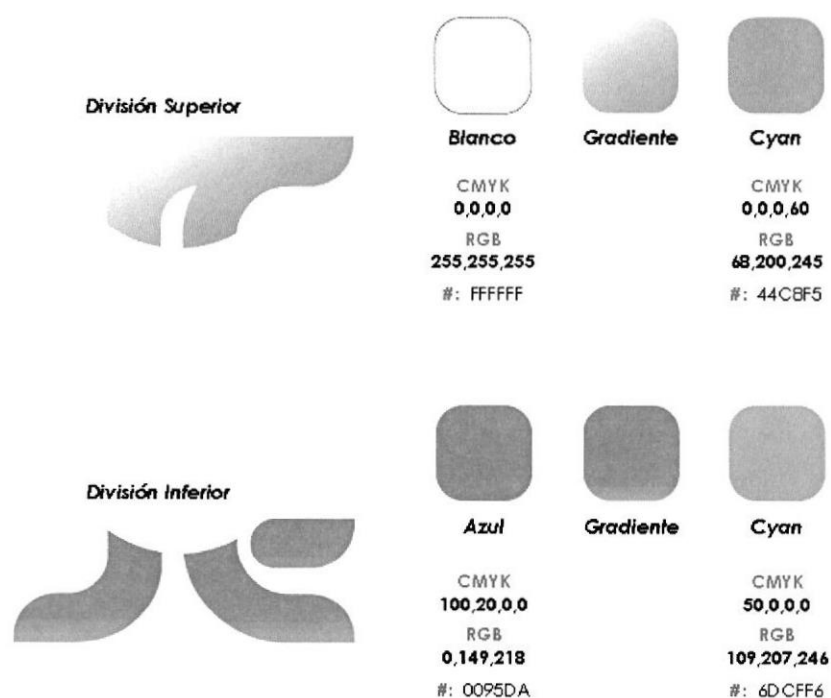 División Superior
Blanco
Gradiente
Cyan
CMYK
0,0,0,0
RGB
255,255,255
#: FFFFFF
CMYK
0,0,0,60
RGB
68,200,245
#: 44C8F5
División Inferior
Azul
Gradiente
Cyan
CMYK
100,20,0,0
RGB
0,149,218
#: 0095DA
CMYK
50,0,0,0
RGB
109,207,246
#: 6DCFF6